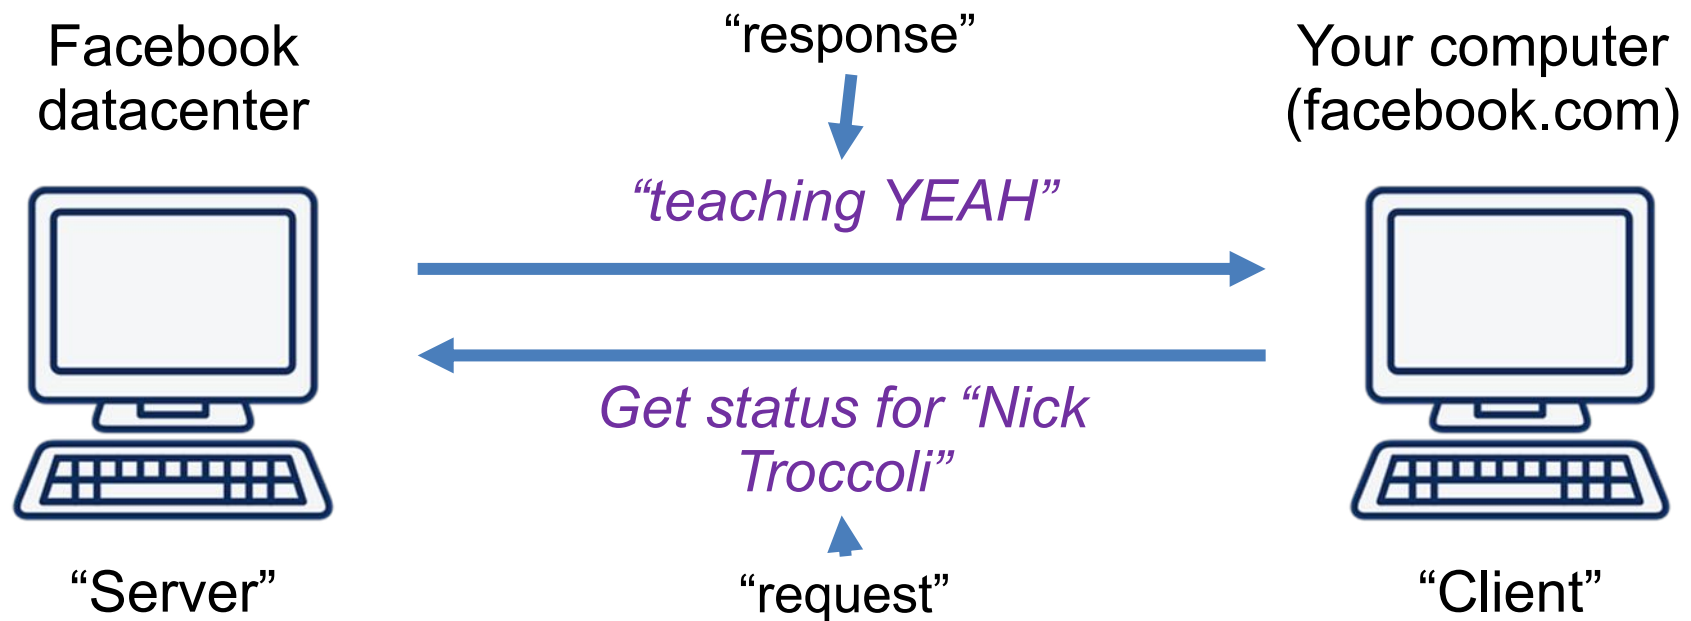 Facebook
datacenter
“response”
Your computer
(facebook.com)
“teaching YEAH”
Get status for “Nick
Troccoli”
“Server”
“request”
“Client”